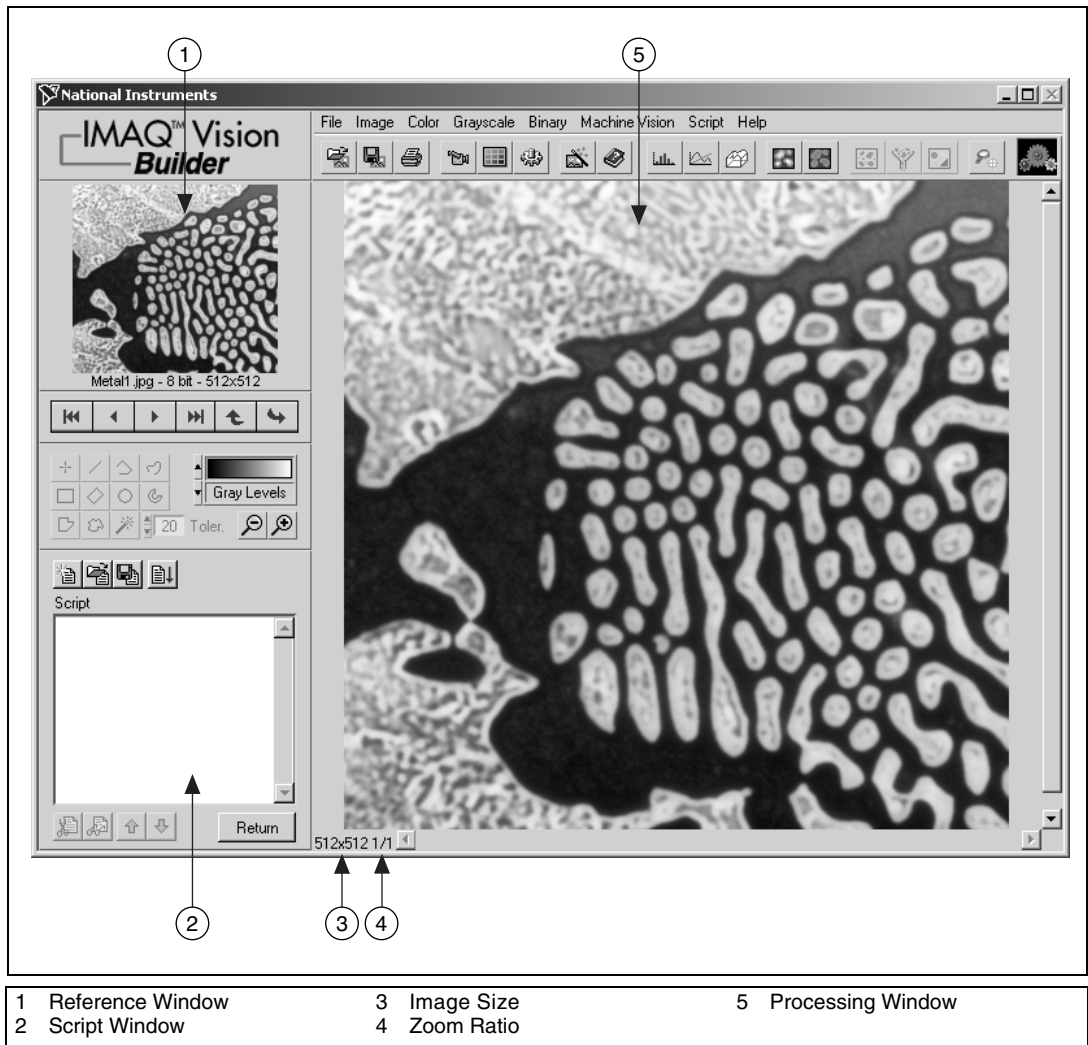 1
5
National Instruments
IMAQ™ Vision
Builder
File Image Color Grayscale Binary Machine Vision Script Help
Metal1.jpg - 8 bit - 512x512
Gray Levels
20 Toler.
Script
Return
512x512 1/1
2
3
4
1 Reference Window
2 Script Window
3 Image Size
4 Zoom Ratio
5 Processing Window